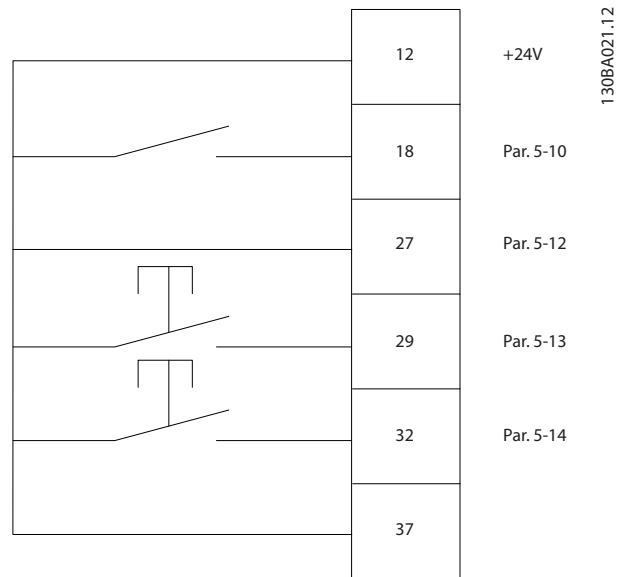 12 +24V
18 Par. 5-10
27 Par. 5-12
29 Par. 5-13
32 Par. 5-14
37
130BA021.12